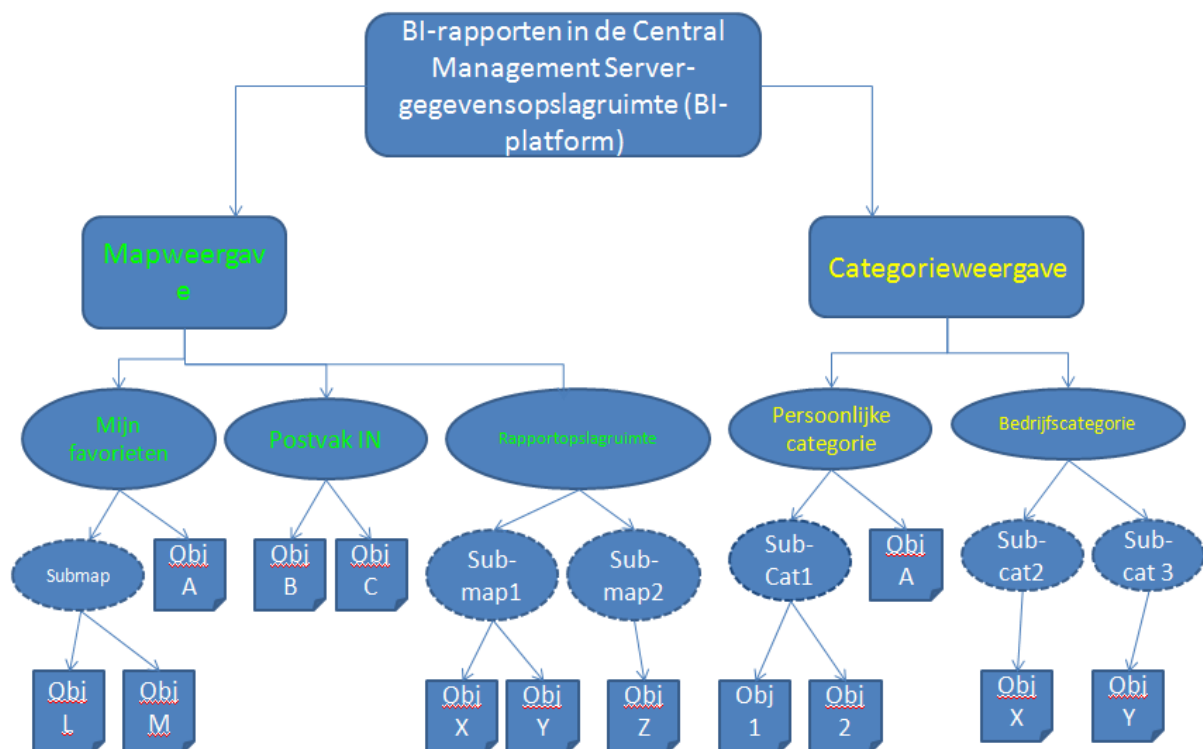 BI-rapporten in de Central
Management Server-
gegevensopslagruimte (BI-
platform)
Mapweergav
e
Categorieweergave
Mijn
favorieten
Postvak IN
Rapportopslagruimte
Persoonlijke
categorie
Bedrijfscategorie
Submap
Obj
A
Obj
B
Obj
C
Sub-
map1
Sub-
map2
Sub-
Cat1
Obj
A
Sub-
cat2
Sub-
cat 3
Obj
L
Obj
M
Obj
X
Obj
Y
Obj
Z
Obj
1
Obj
2
Obj
X
Obj
Y